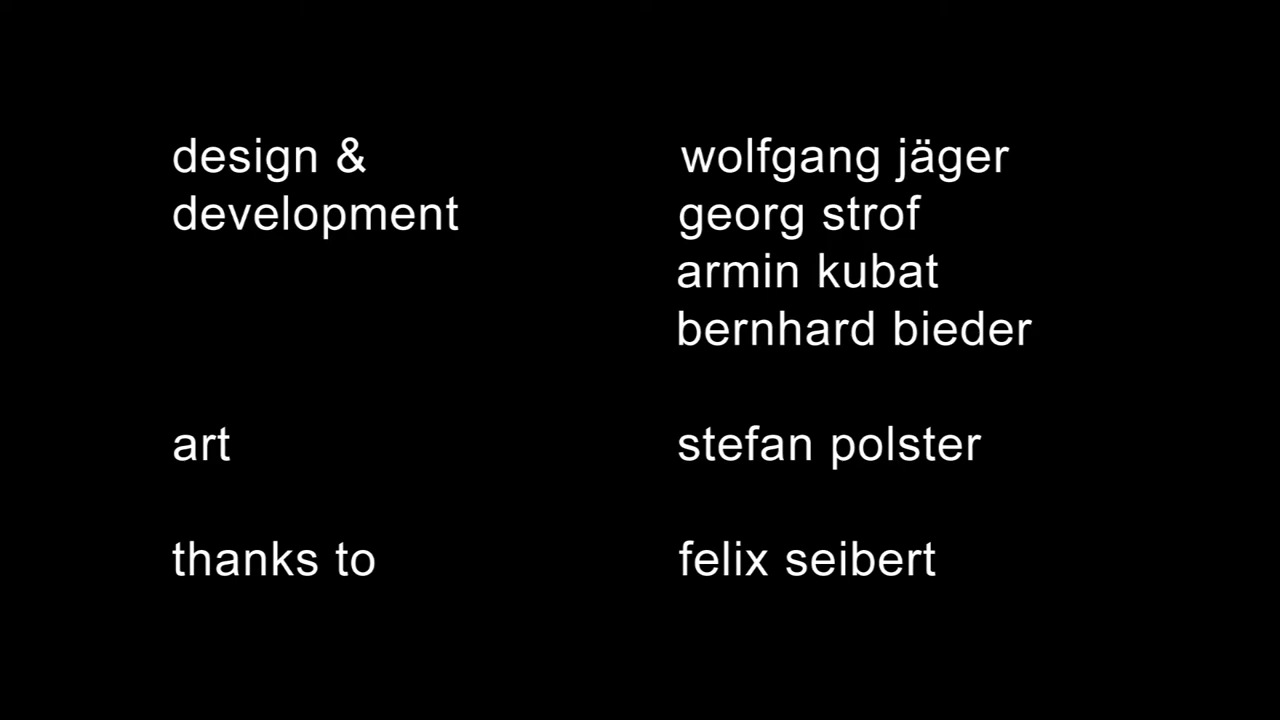 design & wolfgang jäger
development georg strof
armin kubat
bernhard bieder
art stefan polster
thanks to felix seibert